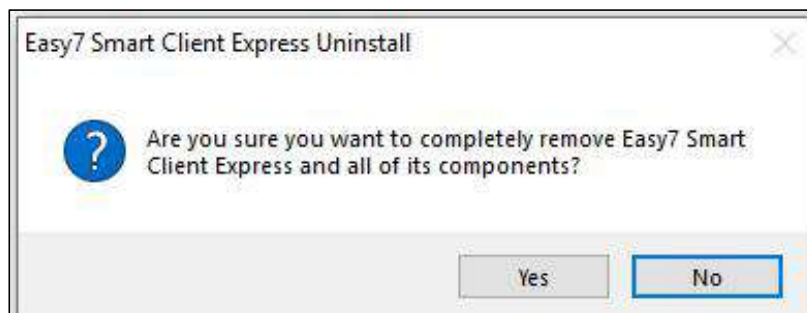 Easy7 Smart Client Express Uninstall
Are you sure you want to completely remove Easy7 Smart
Client Express and all of its components?
Yes
No